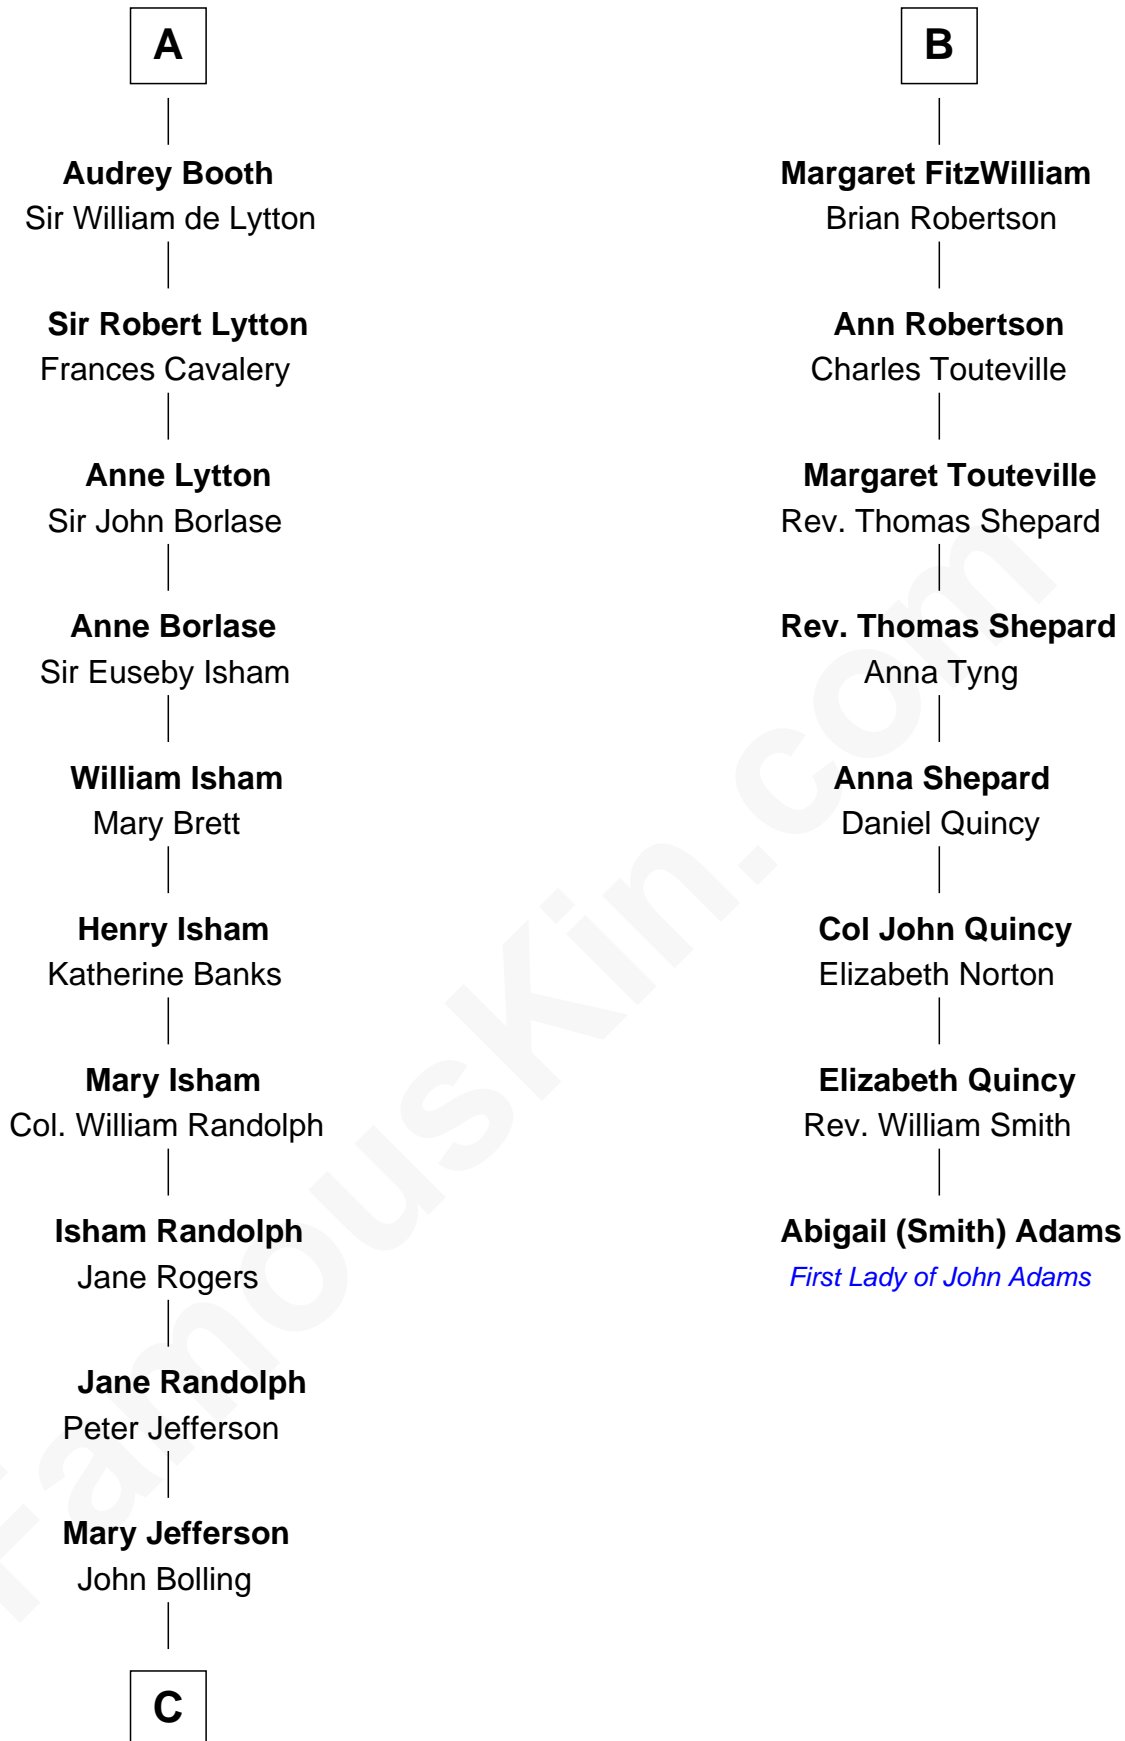 A
Audrey Booth
Sir William de Lytton
Sir Robert Lytton
Frances Cavalery
Anne Lytton
Sir John Borlase
Anne Borlase
Sir Euseby Isham
William Isham
Mary Brett
Henry Isham
Katherine Banks
Mary Isham
Col. William Randolph
Isham Randolph
Jane Rogers
Jane Randolph
Peter Jefferson
Mary Jefferson
John Bolling
C
B
Margaret FitzWilliam
Brian Robertson
Ann Robertson
Charles Touteville
Margaret Touteville
Rev. Thomas Shepard
Rev. Thomas Shepard
Anna Tyng
Anna Shepard
Daniel Quincy
Col John Quincy
Elizabeth Norton
Elizabeth Quincy
Rev. William Smith
Abigail (Smith) Adams
First Lady of John Adams
FamousKin.com